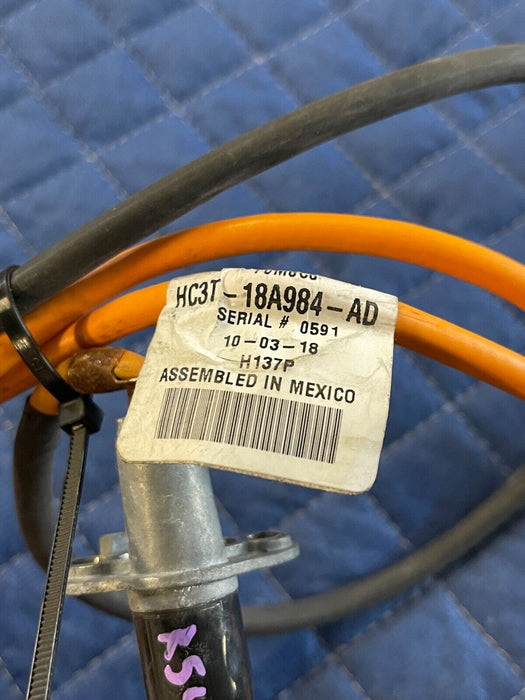 HC3T-18A984-AD
SERIAL # 0591
10-03-18
H137P
ASSEMBLED IN MEXICO